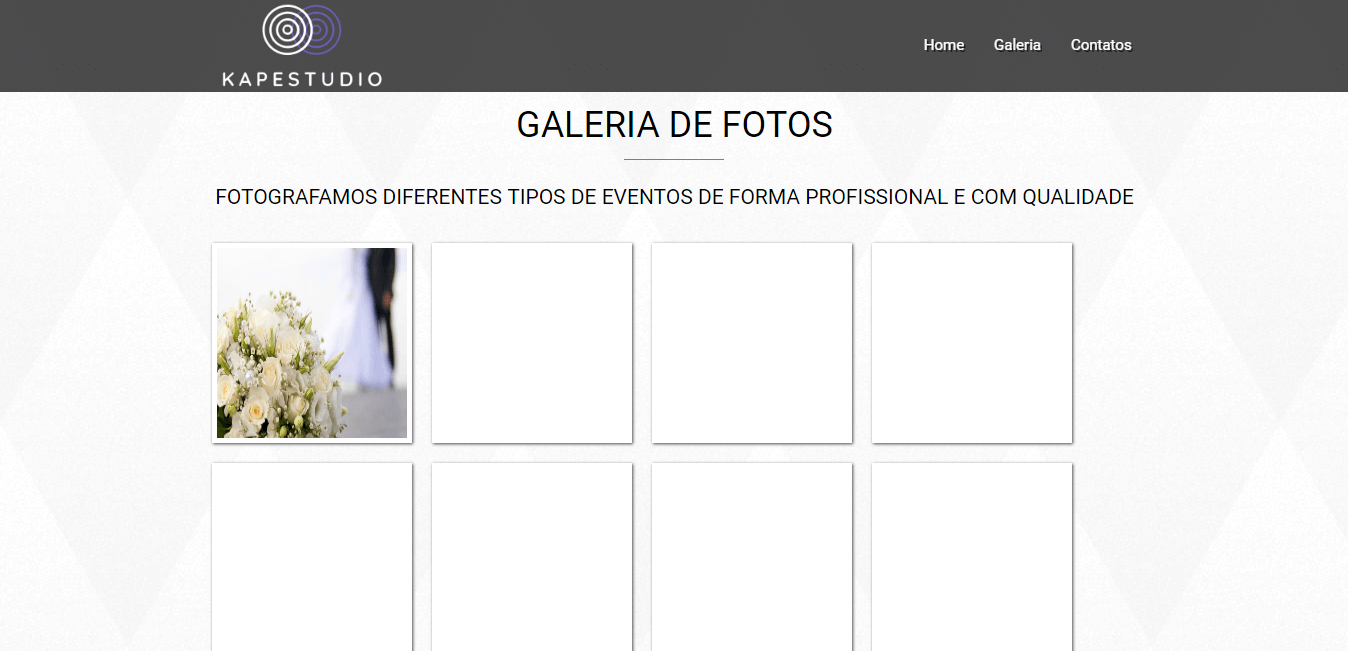 KAPESTUDIO
Home Galeria Contatos
GALERIA DE FOTOS
FOTOGRAFAMOS DIFERENTES TIPOS DE EVENTOS DE FORMA PROFISSIONAL E COM QUALIDADE